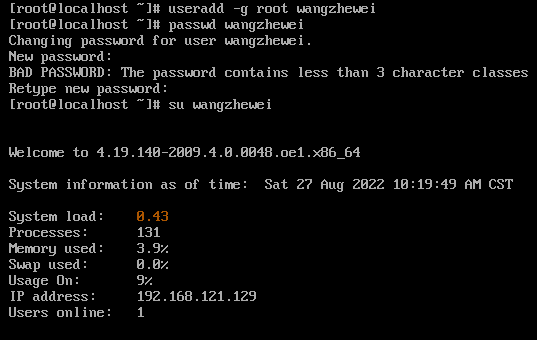 [root@localhost ~]# useradd -g root wangzhewei
[root@localhost ~]# passwd wangzhewei
Changing password for user wangzhewei.
New password:
BAD PASSWORD: The password contains less than 3 character classes
Retype new password:
[root@localhost ~]# su wangzhewei
Welcome to 4.19.140-2009.4.0.0048.oe1.x86_64
System information as of time:  Sat 27 Aug 2022 10:19:49 AM CST
System load:    0.43
Processes:      131
Memory used:    3.9%
Swap used:      0.0%
Usage On:       9%
IP address:     192.168.121.129
Users online:   1